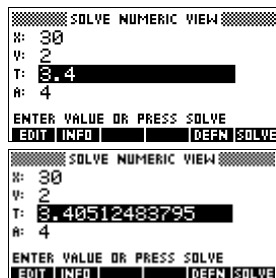 SOLVE NUMERIC VIEW
X: 30
V: 2
T: 3.4
A: 4
ENTER VALUE OR PRESS SOLVE
EDIT INFO DEFN SOLVE
SOLVE NUMERIC VIEW
X: 30
V: 2
T: 3.40512483795
A: 4
ENTER VALUE OR PRESS SOLVE
EDIT INFO DEFN SOLVE